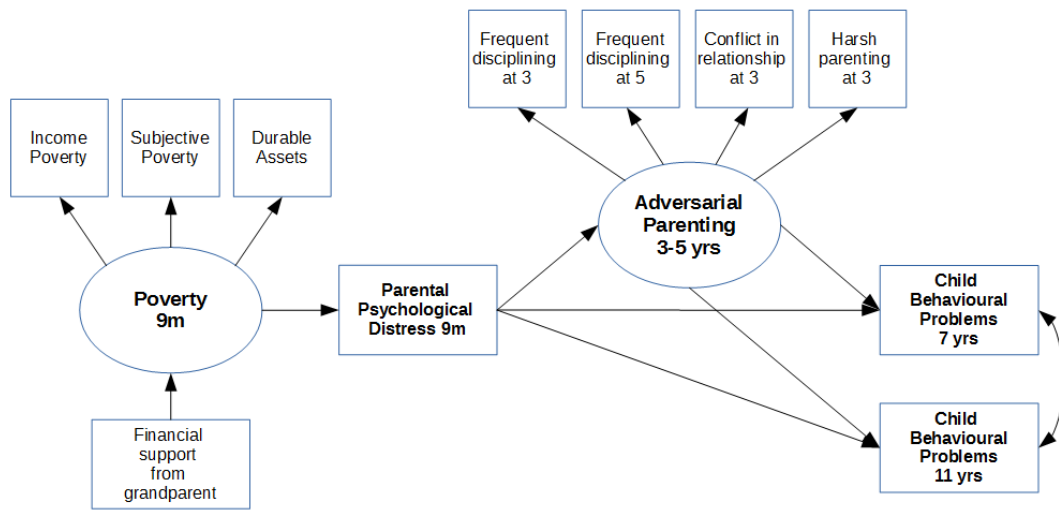 Frequent
disciplining
at 3
Frequent
disciplining
at 5
Conflict in
relationship
at 3
Harsh
parenting
at 3
Income
Poverty
Subjective
Poverty
Durable
Assets
Adversarial
Parenting
3-5 yrs
Poverty
9m
Parental
Psychological
Distress 9m
Child
Behavioural
Problems
7 yrs
Financial
support
from
grandparent
Child
Behavioural
Problems
11 yrs